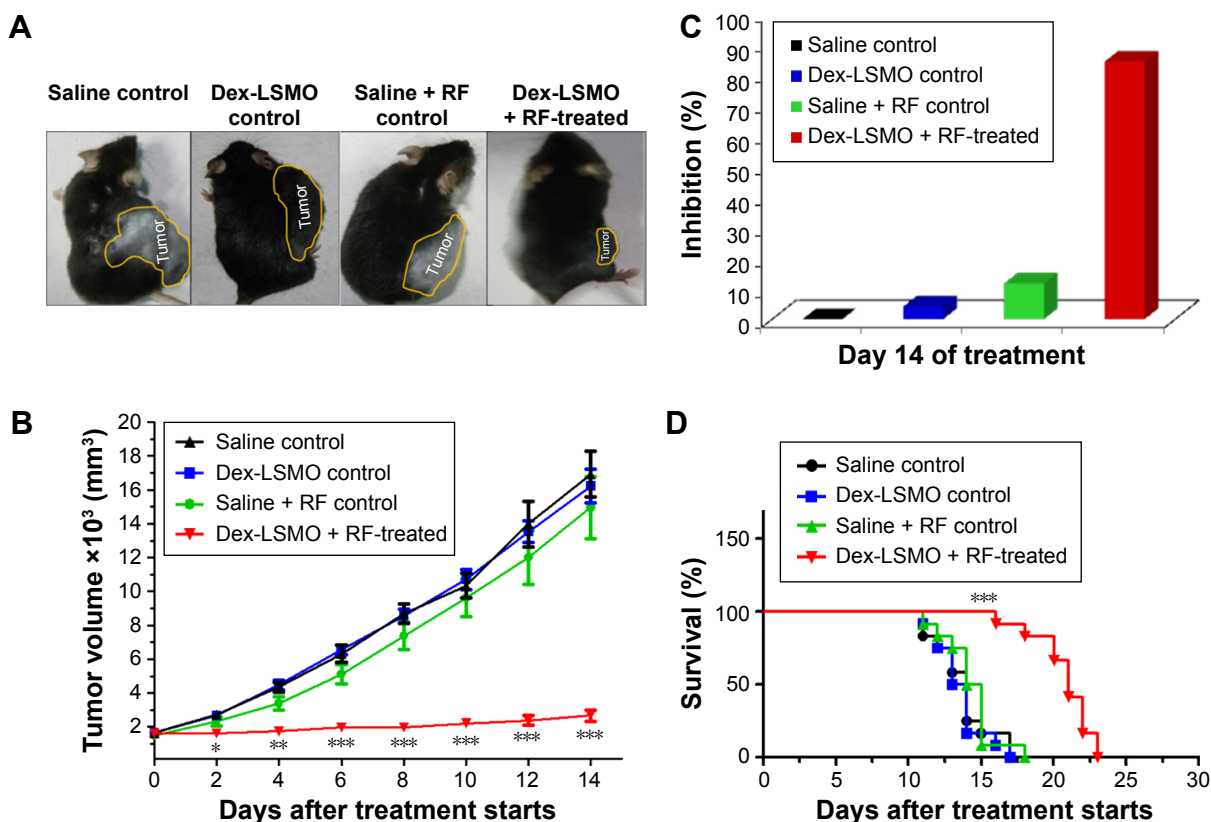 A
Saline control
Dex-LSMO
control
Saline + RF
control
Dex-LSMO
+ RF-treated
Tumor
Tumor
Tumor
Tumor
C
Inhibition (%)
100
90
80
70
60
50
40
30
20
10
0
Saline control
Dex-LSMO control
Saline + RF control
Dex-LSMO + RF-treated
Day 14 of treatment
B
Tumor volume ×10³ (mm³)
20
18
16
14
12
10
8
6
4
2
Saline control
Dex-LSMO control
Saline + RF control
Dex-LSMO + RF-treated
* ** *** *** *** *** ***
0 2 4 6 8 10 12 14
Days after treatment starts
D
Survival (%)
150
100
50
0
Saline control
Dex-LSMO control
Saline + RF control
Dex-LSMO + RF-treated
***
0 5 10 15 20 25 30
Days after treatment starts